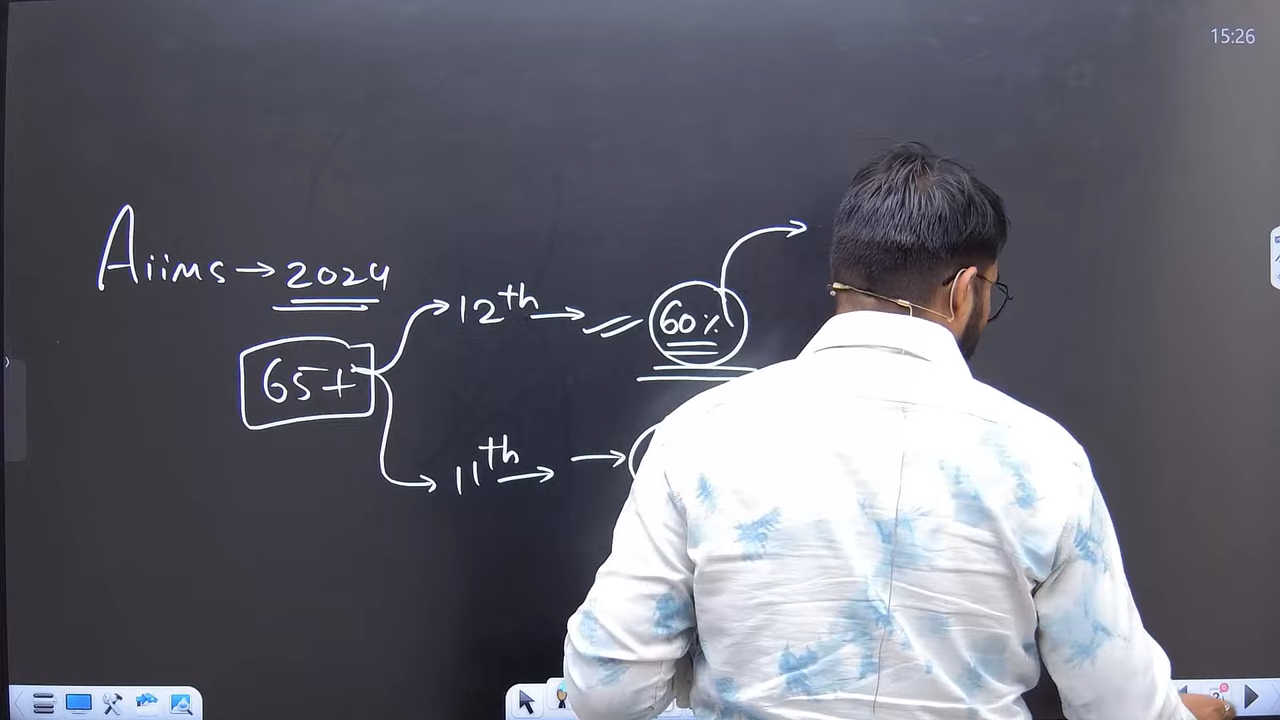 15:26
Aiims → 2024
12th → 60%
65+
11th →